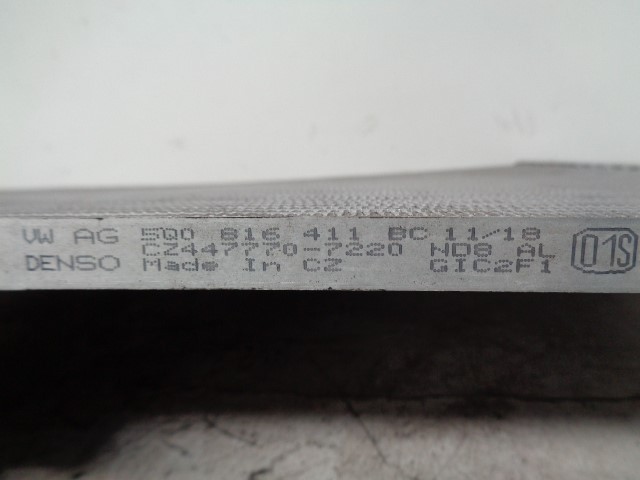 VW AG 5Q0 816 411 BC 11/18
CZ447770-7220 ND8 AL
DENSO Made In CZ GIC2F1
01S